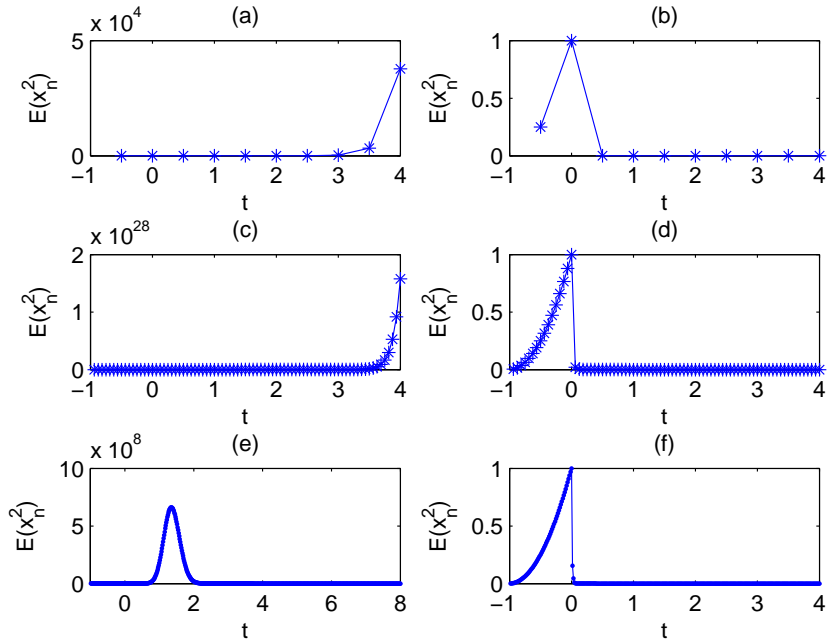 (a)
x 10^4
5
0
E(x_n^2)
−1 0 1 2 3 4
t
(b)
1
0.5
0
E(x_n^2)
−1 0 1 2 3 4
t
(c)
x 10^28
2
1
0
E(x_n^2)
−1 0 1 2 3 4
t
(d)
1
0.5
0
E(x_n^2)
−1 0 1 2 3 4
t
(e)
x 10^8
10
5
0
E(x_n^2)
0 2 4 6 8
t
(f)
1
0.5
0
E(x_n^2)
−1 0 1 2 3 4
t